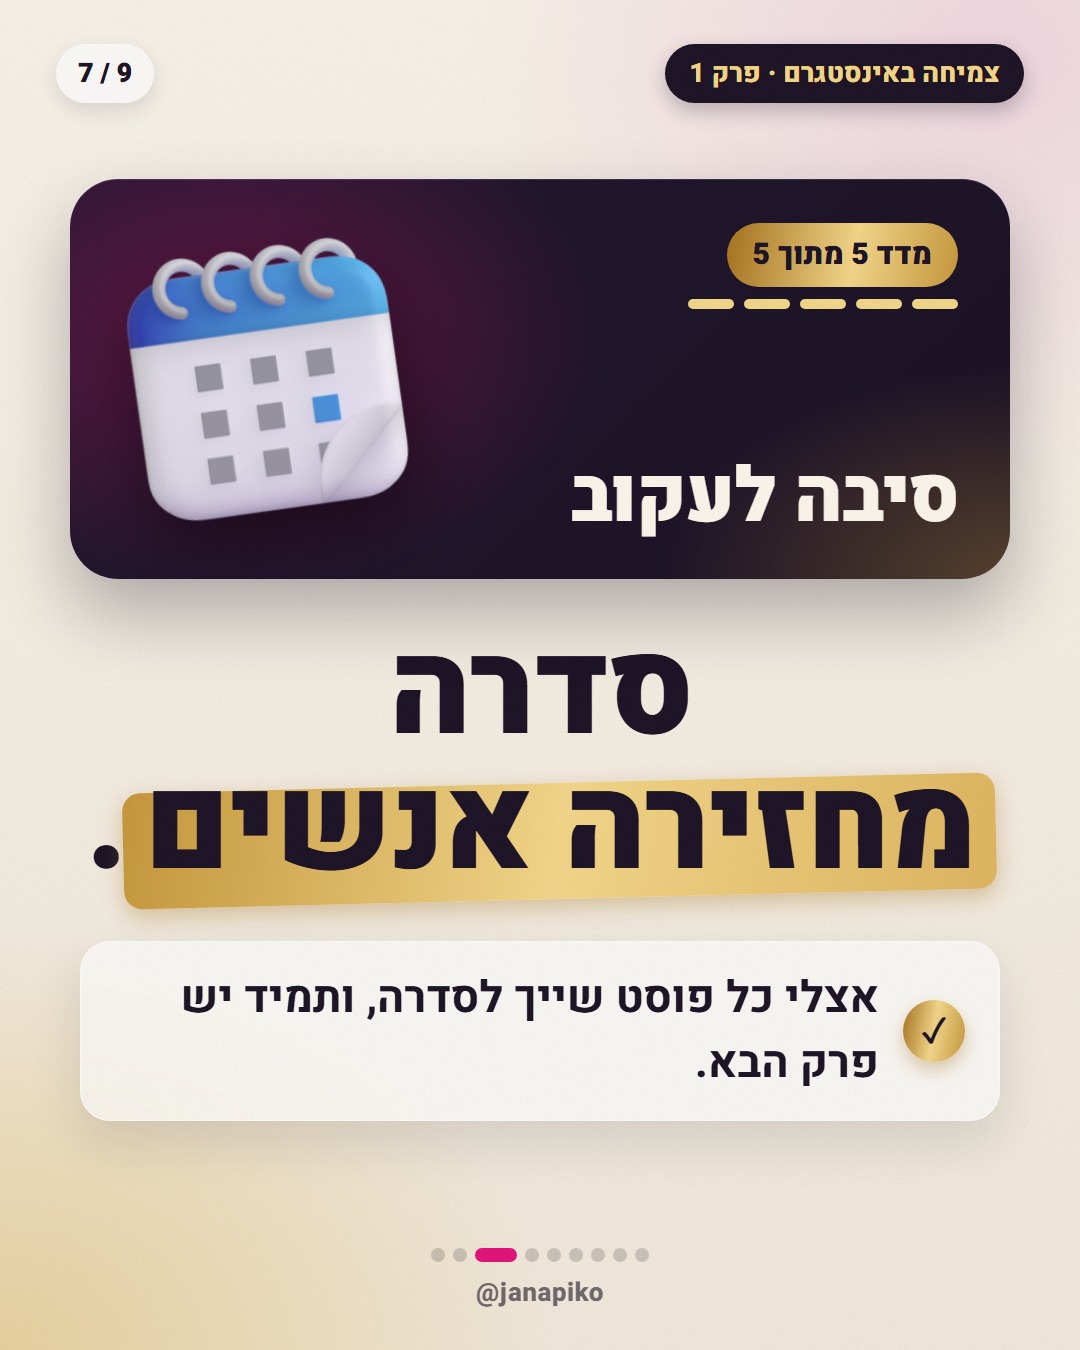 צמיחה באינסטגרם · פרק 1
7 / 9
מדד 5 מתוך 5
סיבה לעקוב
סדרה
מחזירה אנשים.
אצלי כל פוסט שייך לסדרה, ותמיד יש
פרק הבא.
@janapiko